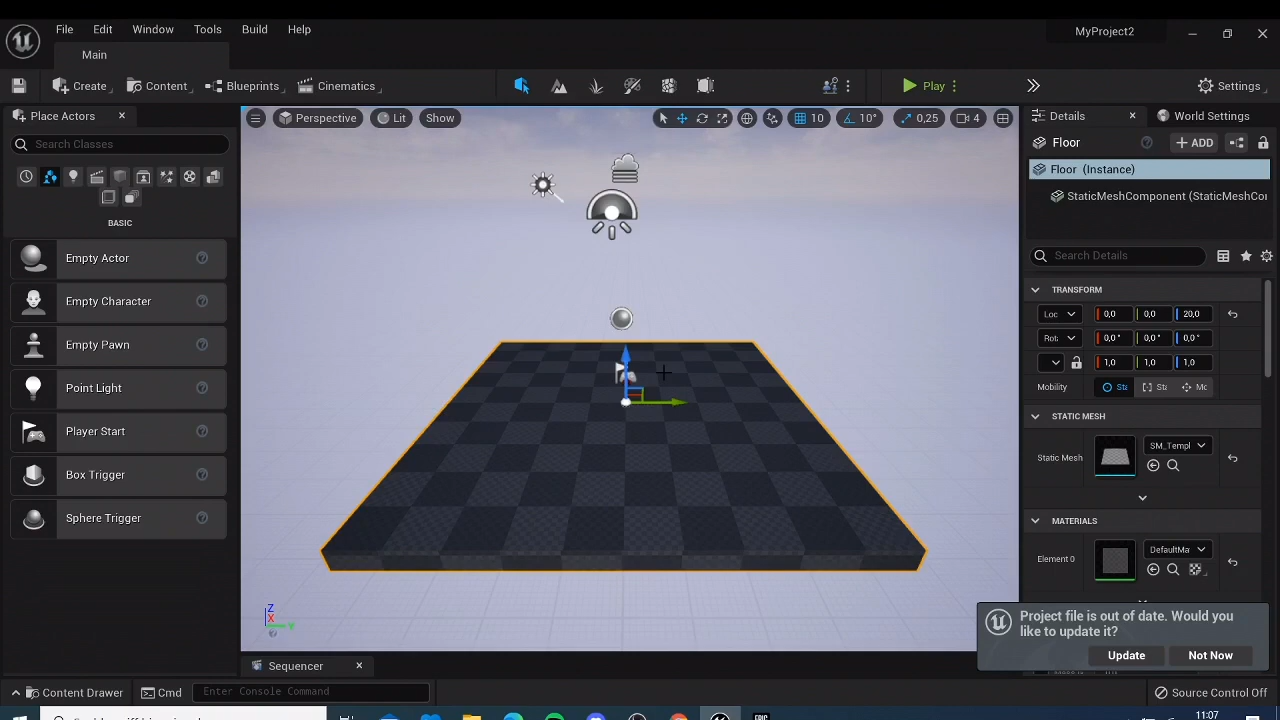 File Edit Window Tools Build Help MyProject2
Main
Create Content Blueprints Cinematics Play Settings
Place Actors Perspective Lit Show 10 10° 0,25 4 Details World Settings
Search Classes Floor ADD
Floor (Instance)
StaticMeshComponent (StaticMeshCor
BASIC
Empty Actor Search Details
TRANSFORM
Empty Character Loc 0,0 0,0 20,0
Empty Pawn Rot 0,0° 0,0° 0,0°
1,0 1,0 1,0
Point Light Mobility Sta Sta Mo
STATIC MESH
Player Start
Static Mesh SM_Templ
Box Trigger
Sphere Trigger MATERIALS
Element 0 DefaultMa
Z
X
Y
Project file is out of date. Would you
like to update it?
Update Not Now
Sequencer
Content Drawer Cmd Enter Console Command Source Control Off
EPIC 11:07